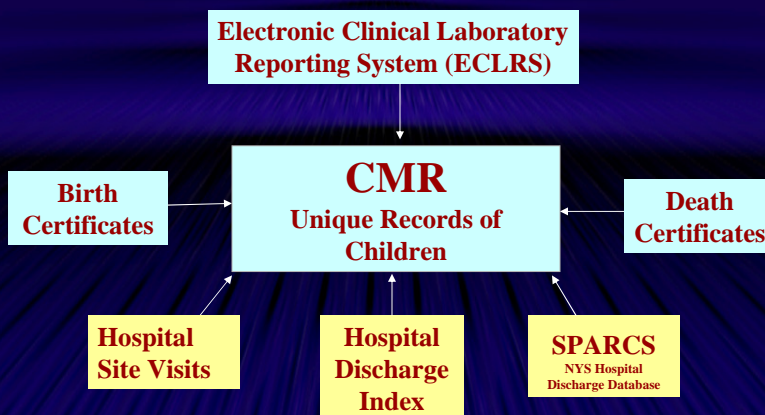 Electronic Clinical Laboratory
Reporting System (ECLRS)
CMR
Unique Records of
Children
Birth
Certificates
Death
Certificates
Hospital
Site Visits
Hospital
Discharge
Index
SPARCS
NYS Hospital
Discharge Database